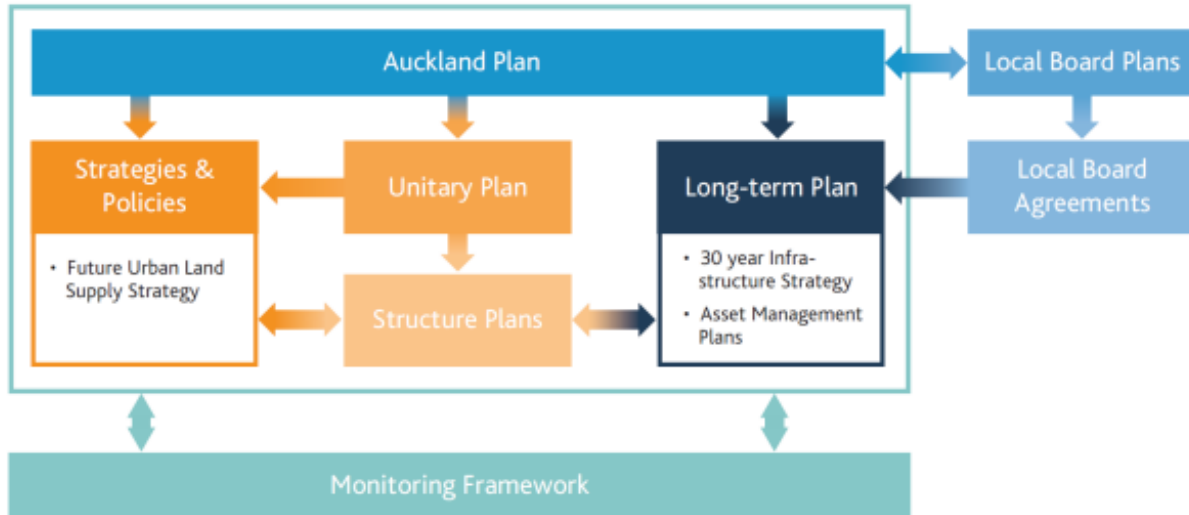 Auckland Plan
Local Board Plans
Strategies &
Policies
Unitary Plan
Long-term Plan
Local Board
Agreements
• Future Urban Land
Supply Strategy
Structure Plans
• 30 year Infra-
structure Strategy
• Asset Management
Plans
Monitoring Framework